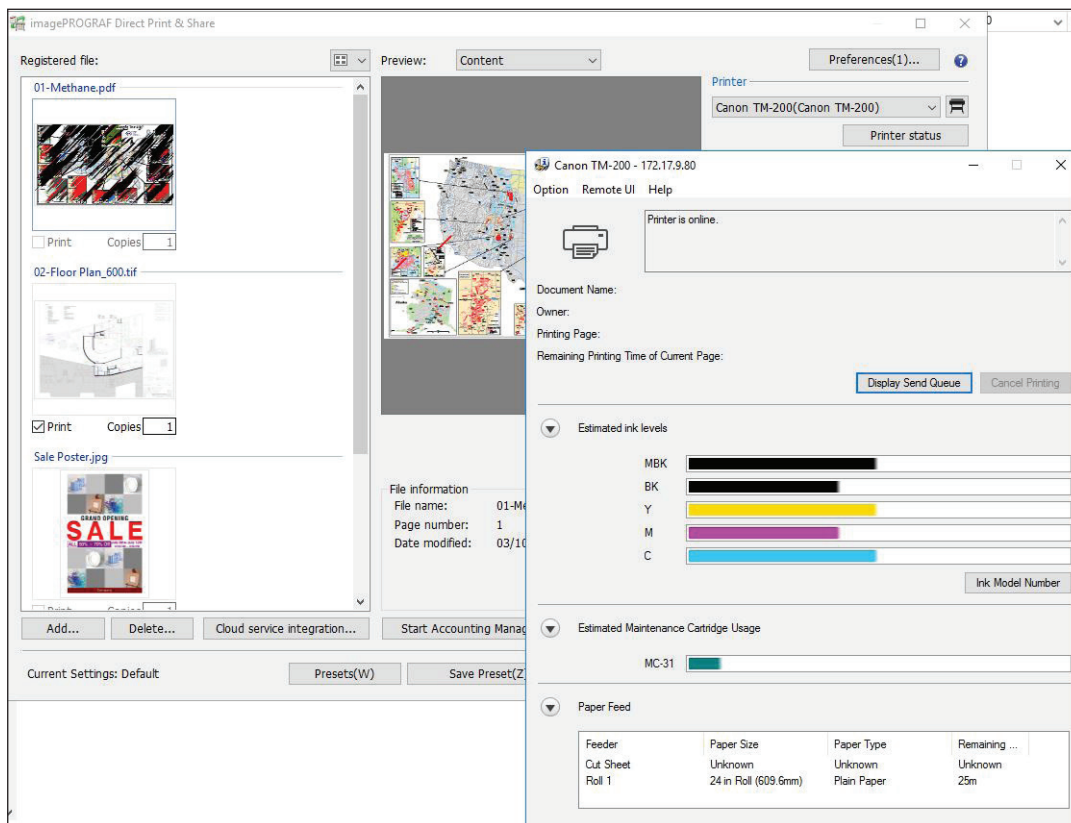 imagePROGRAF Direct Print & Share
Registered file:
Preview:
Content
Preferences(1)...
Printer
Canon TM-200(Canon TM-200)
Printer status
01-Methane.pdf
Print
Copies
1
02-Floor Plan_600.tif
Print
Copies
1
Sale Poster.jpg
GRAND OPENING
SALE
Print
Copies
1
File information
File name:
01-Me
Page number:
1
Date modified:
03/10
Add...
Delete...
Cloud service integration...
Start Accounting Manag
Current Settings: Default
Presets(W)
Save Preset(Z)
Canon TM-200 - 172.17.9.80
Option
Remote UI
Help
Printer is online.
Document Name:
Owner:
Printing Page:
Remaining Printing Time of Current Page:
Display Send Queue
Cancel Printing
Estimated ink levels
MBK
BK
Y
M
C
Ink Model Number
Estimated Maintenance Cartridge Usage
MC-31
Paper Feed
Feeder Paper Size Paper Type Remaining ...
Cut Sheet Unknown Unknown Unknown
Roll 1 24 in Roll (609.6mm) Plain Paper 25m